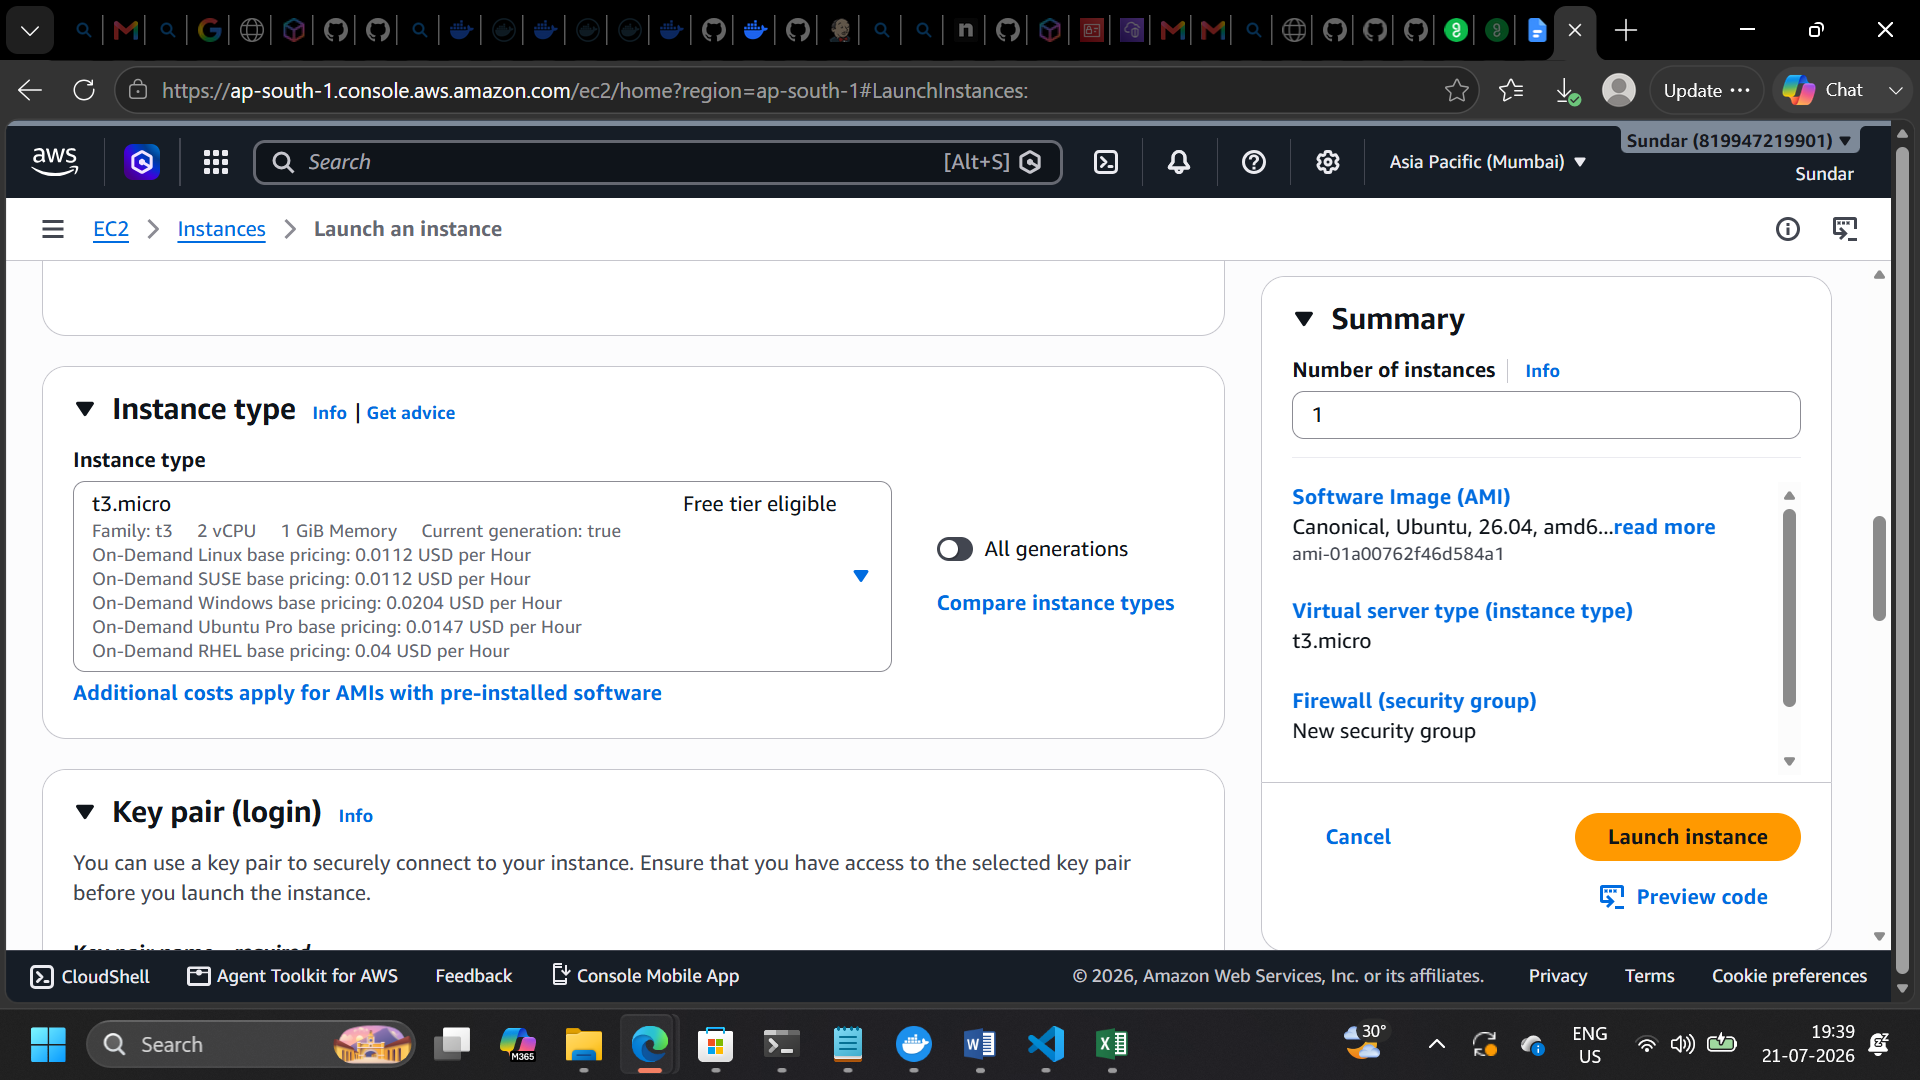 https://ap-south-1.console.aws.amazon.com/ec2/home?region=ap-south-1#LaunchInstances:
Update
Chat
aws
Search
[Alt+S]
Asia Pacific (Mumbai)
Sundar (819947219901)
Sundar
EC2
Instances
Launch an instance
Instance type
Info | Get advice
Instance type
t3.micro
Free tier eligible
Family: t3 2 vCPU 1 GiB Memory Current generation: true
On-Demand Linux base pricing: 0.0112 USD per Hour
On-Demand SUSE base pricing: 0.0112 USD per Hour
On-Demand Windows base pricing: 0.0204 USD per Hour
On-Demand Ubuntu Pro base pricing: 0.0147 USD per Hour
On-Demand RHEL base pricing: 0.04 USD per Hour
All generations
Compare instance types
Additional costs apply for AMIs with pre-installed software
Key pair (login)
Info
You can use a key pair to securely connect to your instance. Ensure that you have access to the selected key pair
before you launch the instance.
Key pair name - required
Summary
Number of instances
Info
1
Software Image (AMI)
Canonical, Ubuntu, 26.04, amd6...read more
ami-01a00762f46d584a1
Virtual server type (instance type)
t3.micro
Firewall (security group)
New security group
Cancel
Launch instance
Preview code
CloudShell
Agent Toolkit for AWS
Feedback
Console Mobile App
© 2026, Amazon Web Services, Inc. or its affiliates.
Privacy
Terms
Cookie preferences
Search
M365
30°
ENG
US
19:39
21-07-2026